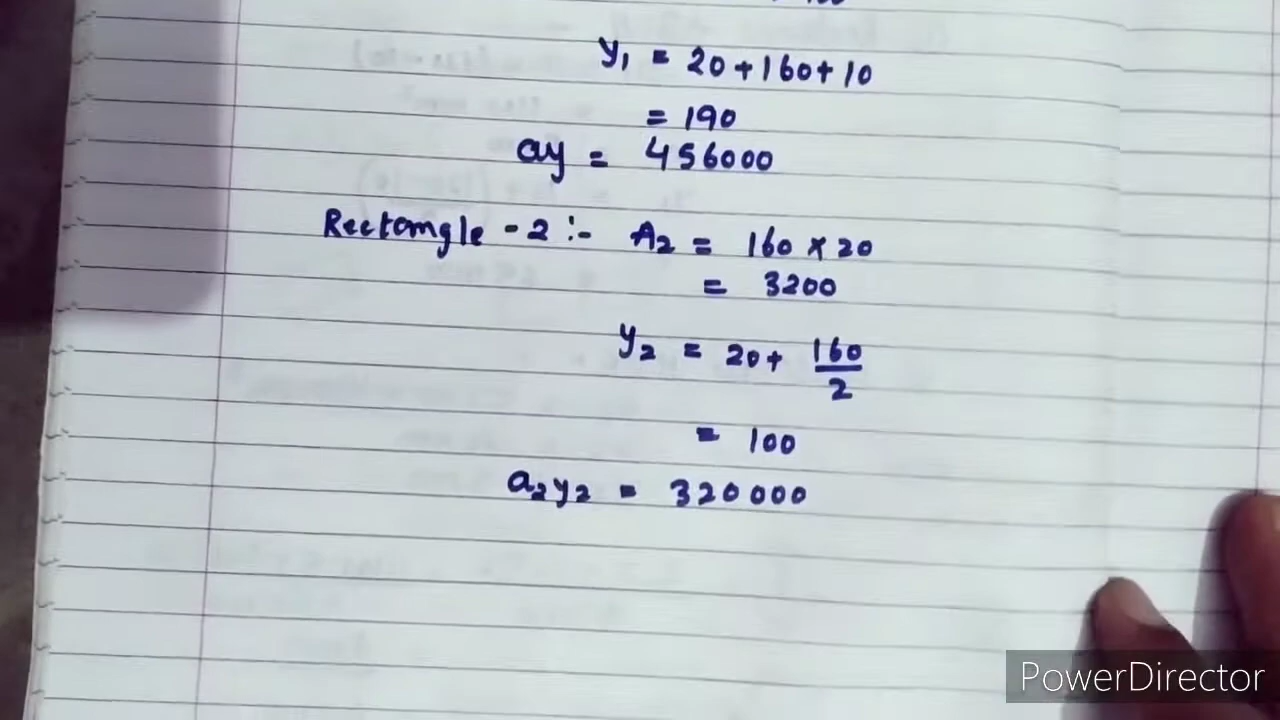 y₁ = 20+160+10
= 190
ay = 456000
Rectangle - 2 :- A₂ = 160 × 20
= 3200
y₂ = 20+ 160/2
= 100
a₂y₂ = 320000
PowerDirector